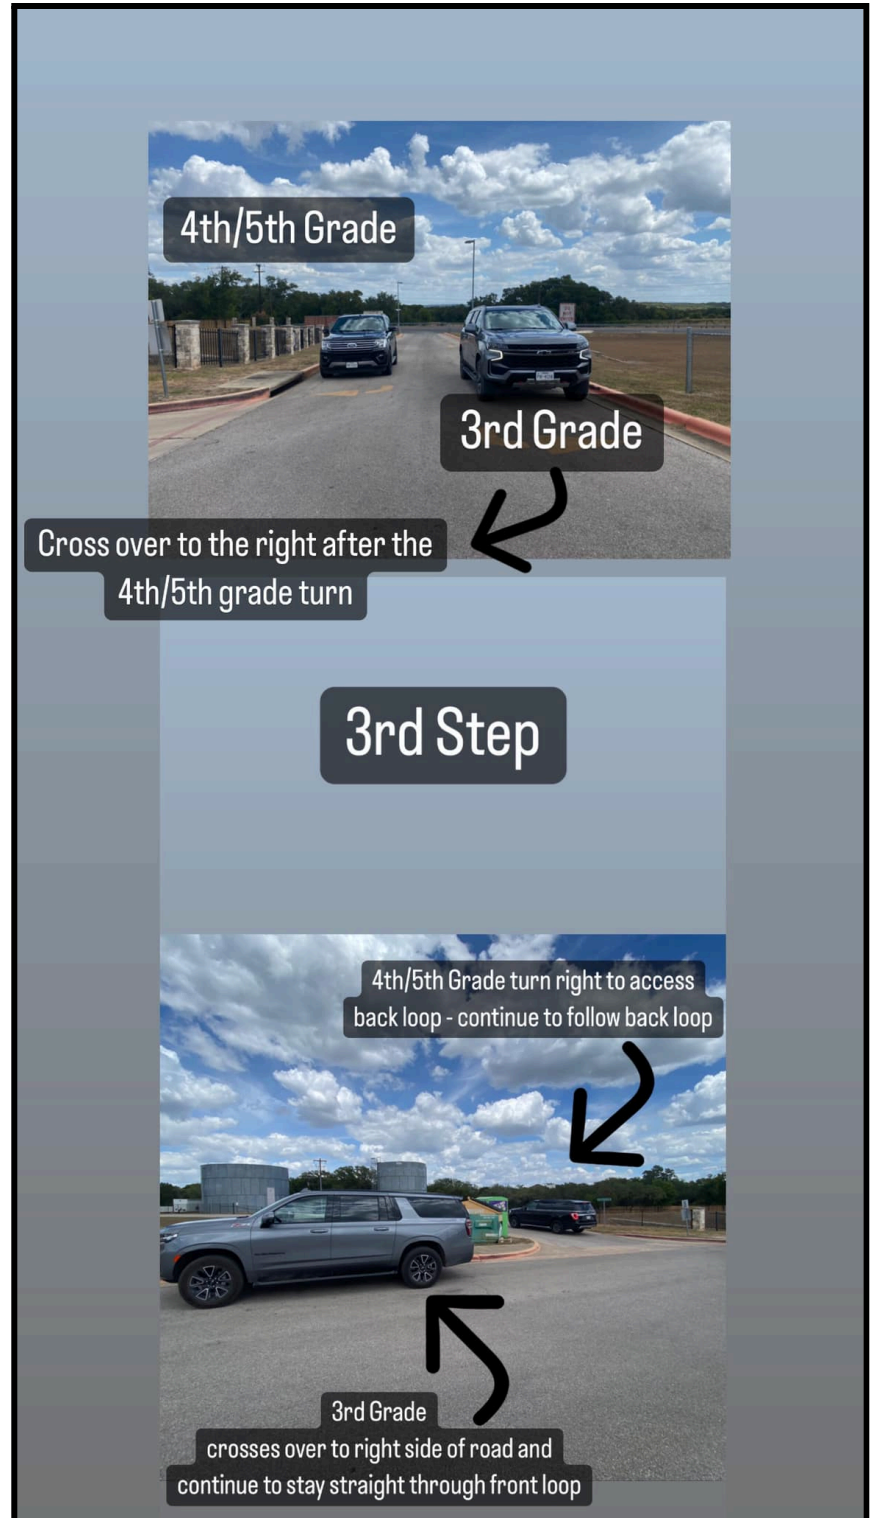 4th/5th Grade
3rd Grade
Cross over to the right after the
4th/5th grade turn
3rd Step
4th/5th Grade turn right to access
back loop - continue to follow back loop
3rd Grade
crosses over to right side of road and
continue to stay straight through front loop